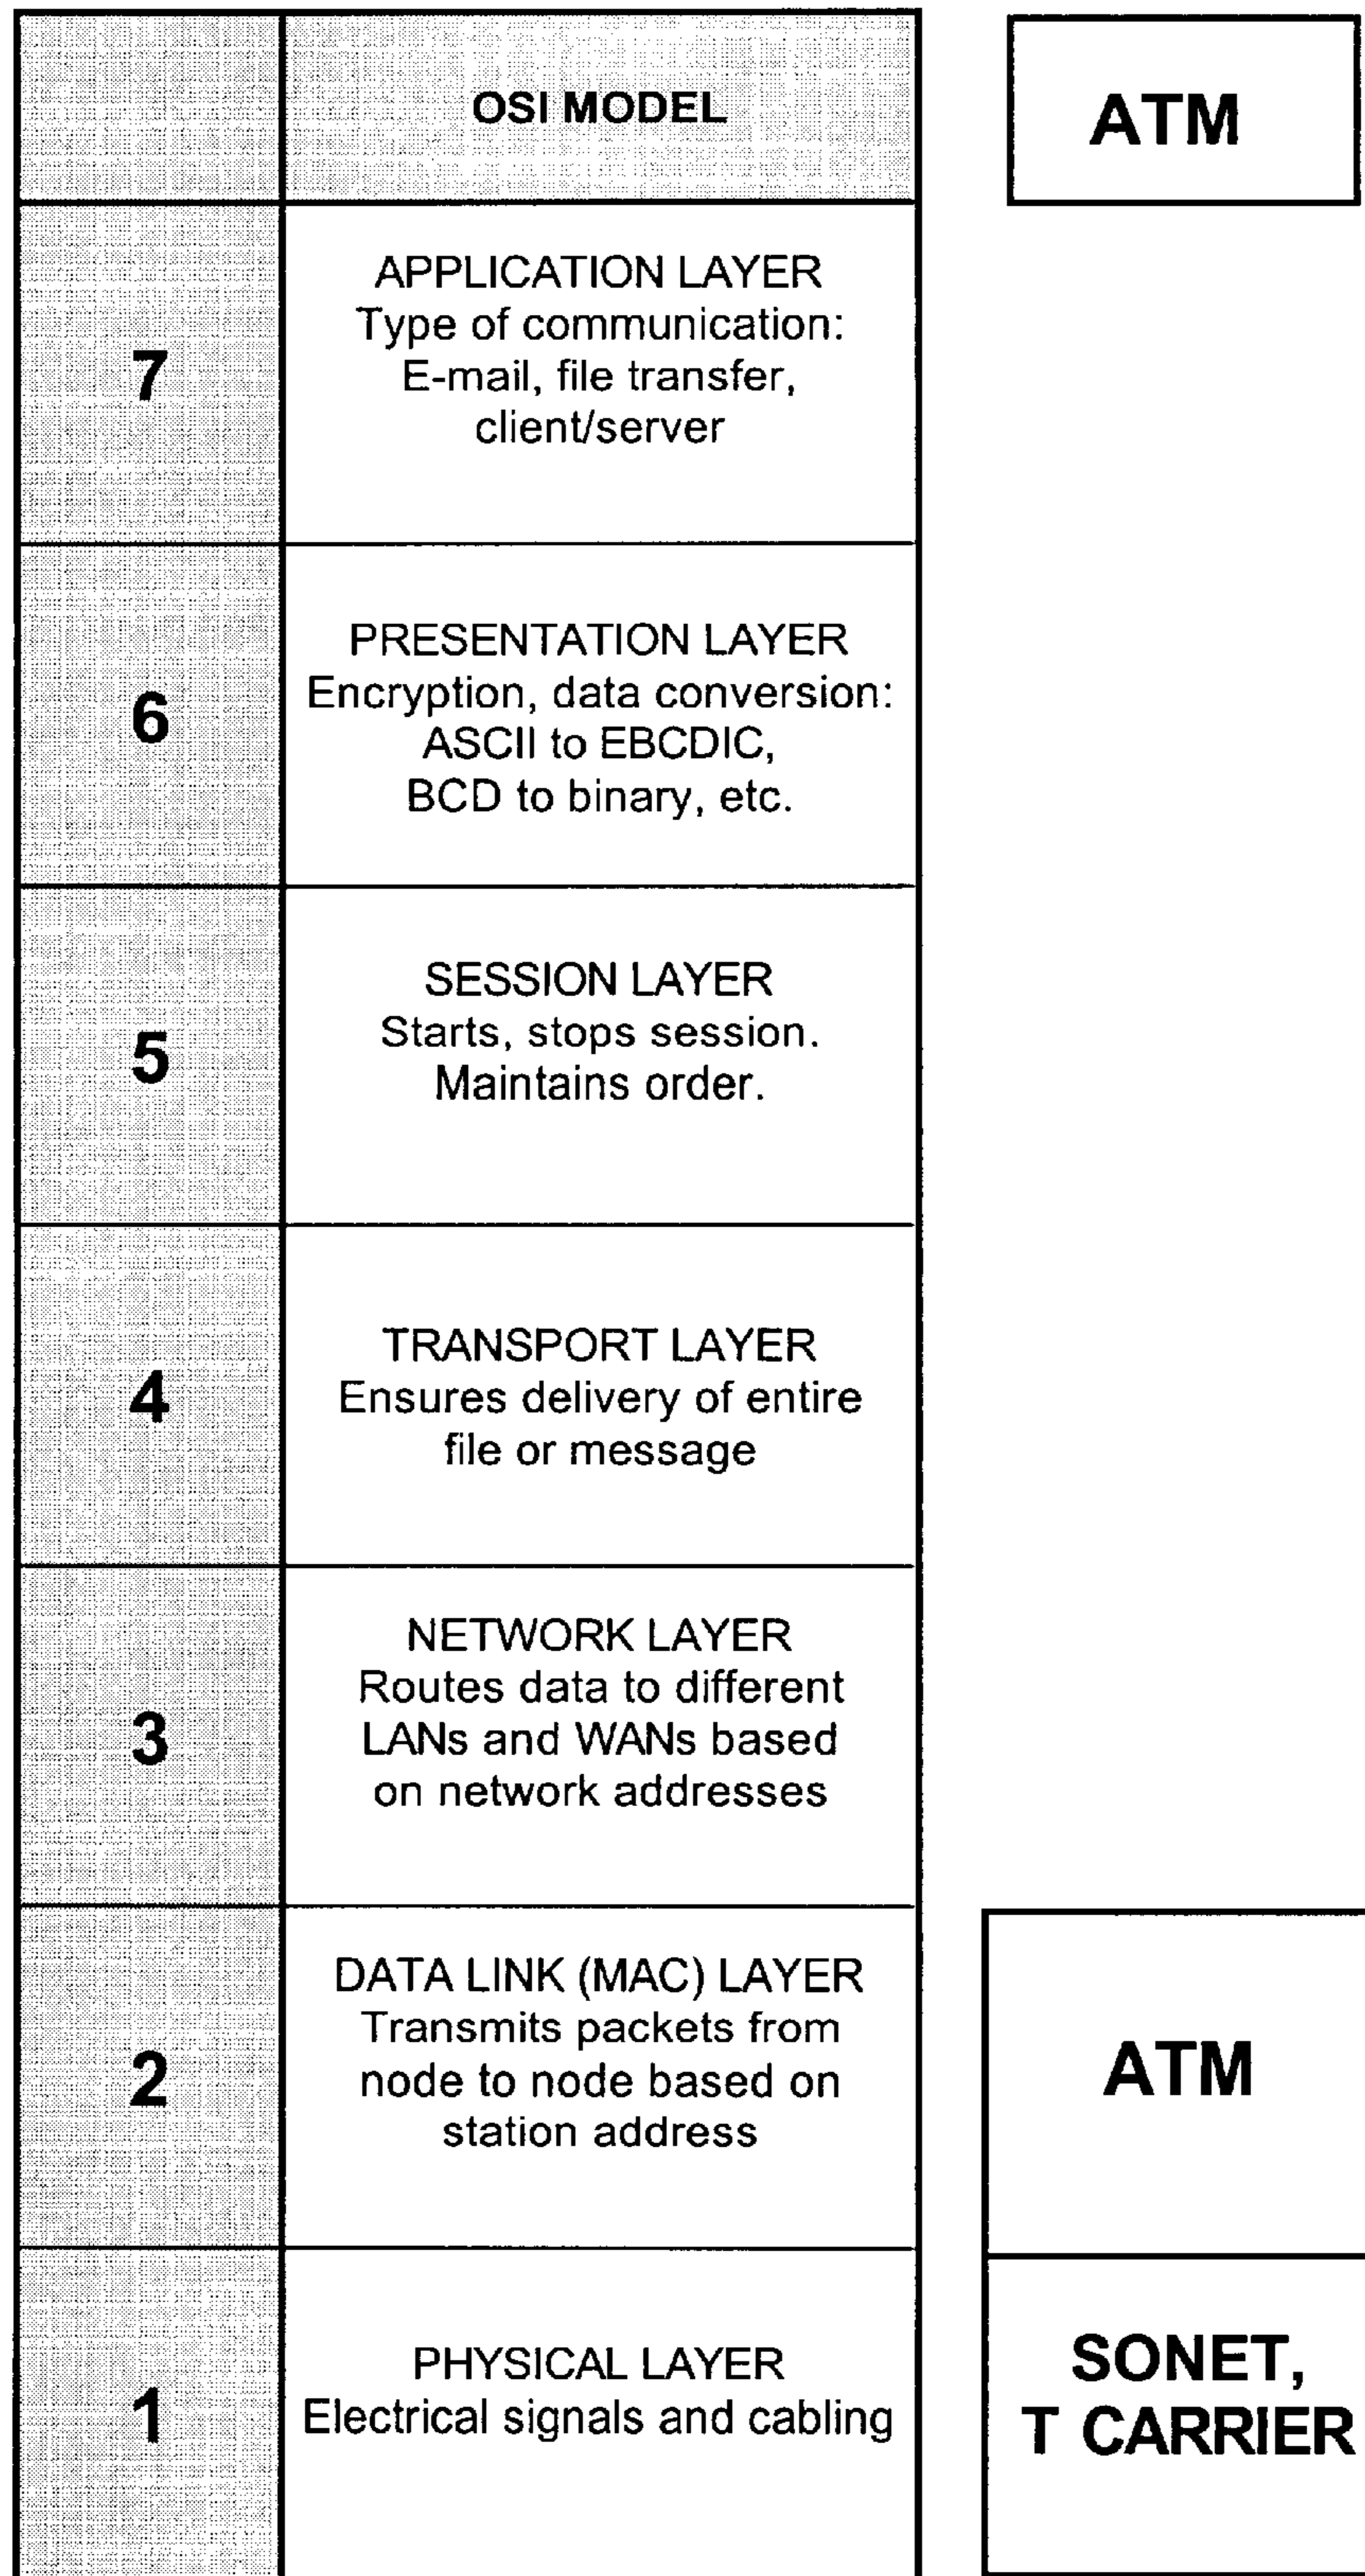 OSI MODEL
ATM
7
APPLICATION LAYER
Type of communication:
E-mail, file transfer,
client/server
6
PRESENTATION LAYER
Encryption, data conversion:
ASCII to EBCDIC,
BCD to binary, etc.
5
SESSION LAYER
Starts, stops session.
Maintains order.
4
TRANSPORT LAYER
Ensures delivery of entire
file or message
3
NETWORK LAYER
Routes data to different
LANs and WANs based
on network addresses
2
DATA LINK (MAC) LAYER
Transmits packets from
node to node based on
station address
ATM
1
PHYSICAL LAYER
Electrical signals and cabling
SONET,
T CARRIER